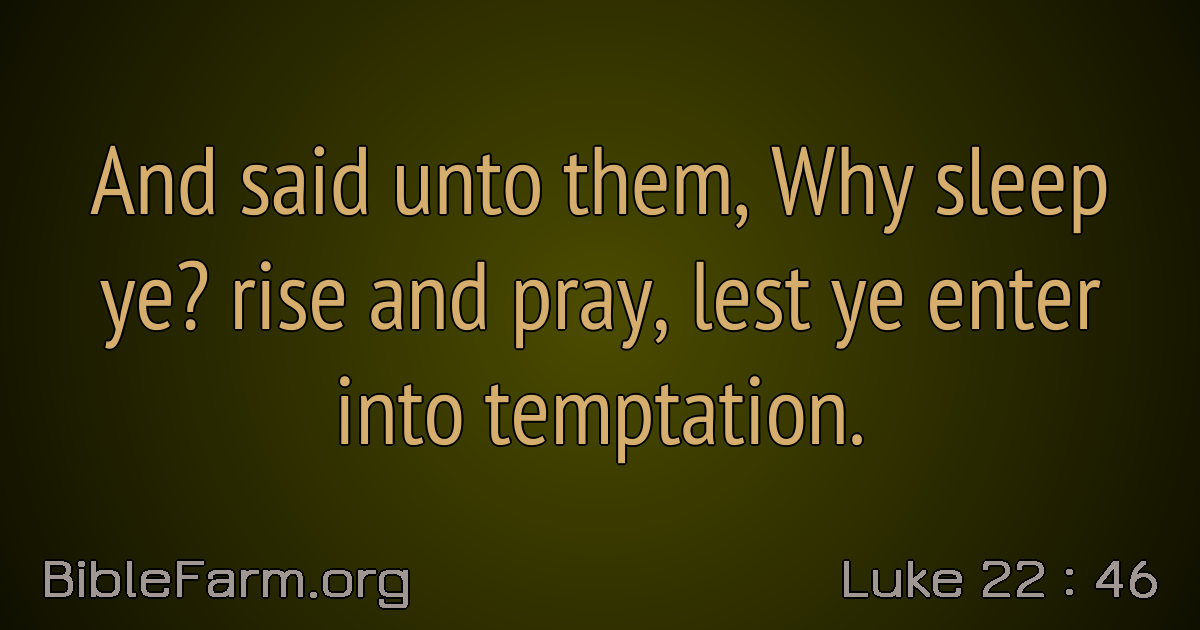 And said unto them, Why sleep
ye? rise and pray, lest ye enter
into temptation.
BibleFarm.org
Luke 22 : 46